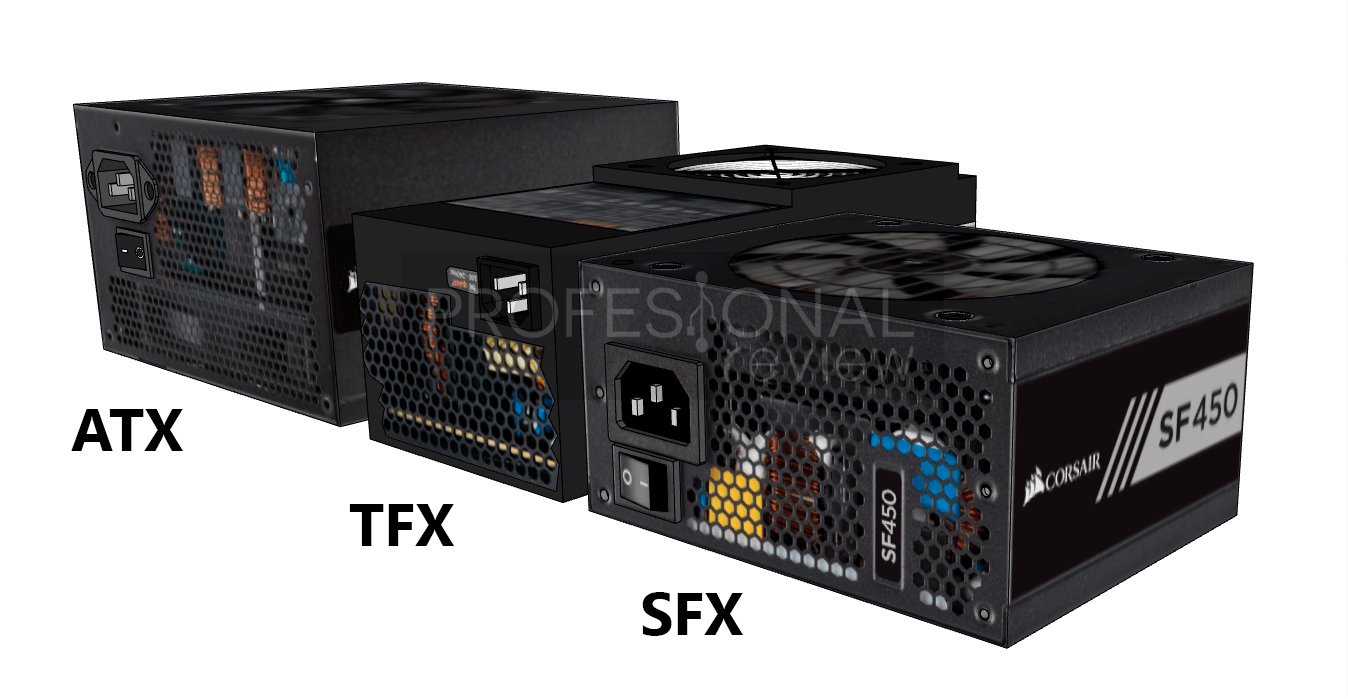 PROFESIONAL
review
CORSAIR
SF450
SF450
ATX
TFX
SFX